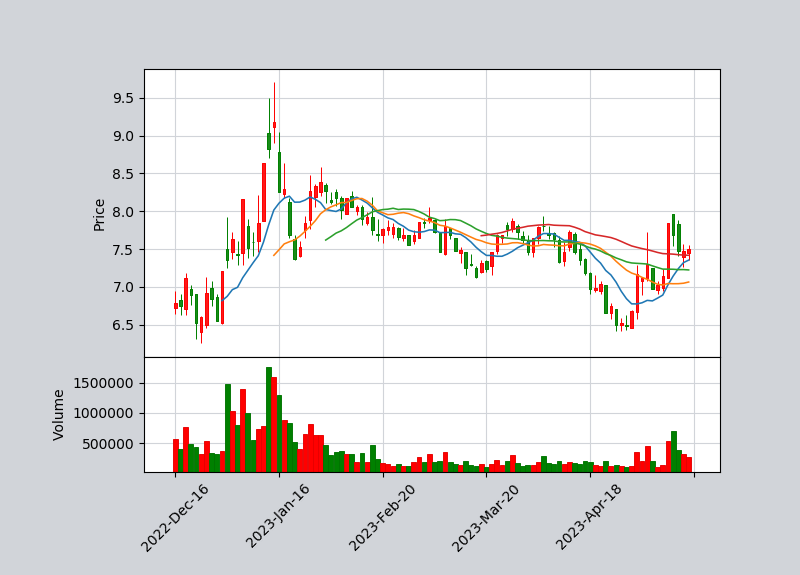 9.5
9.0
8.5
8.0
7.5
7.0
6.5
Price
1500000
1000000
500000
Volume
2022-Dec-16
2023-Jan-16
2023-Feb-20
2023-Mar-20
2023-Apr-18